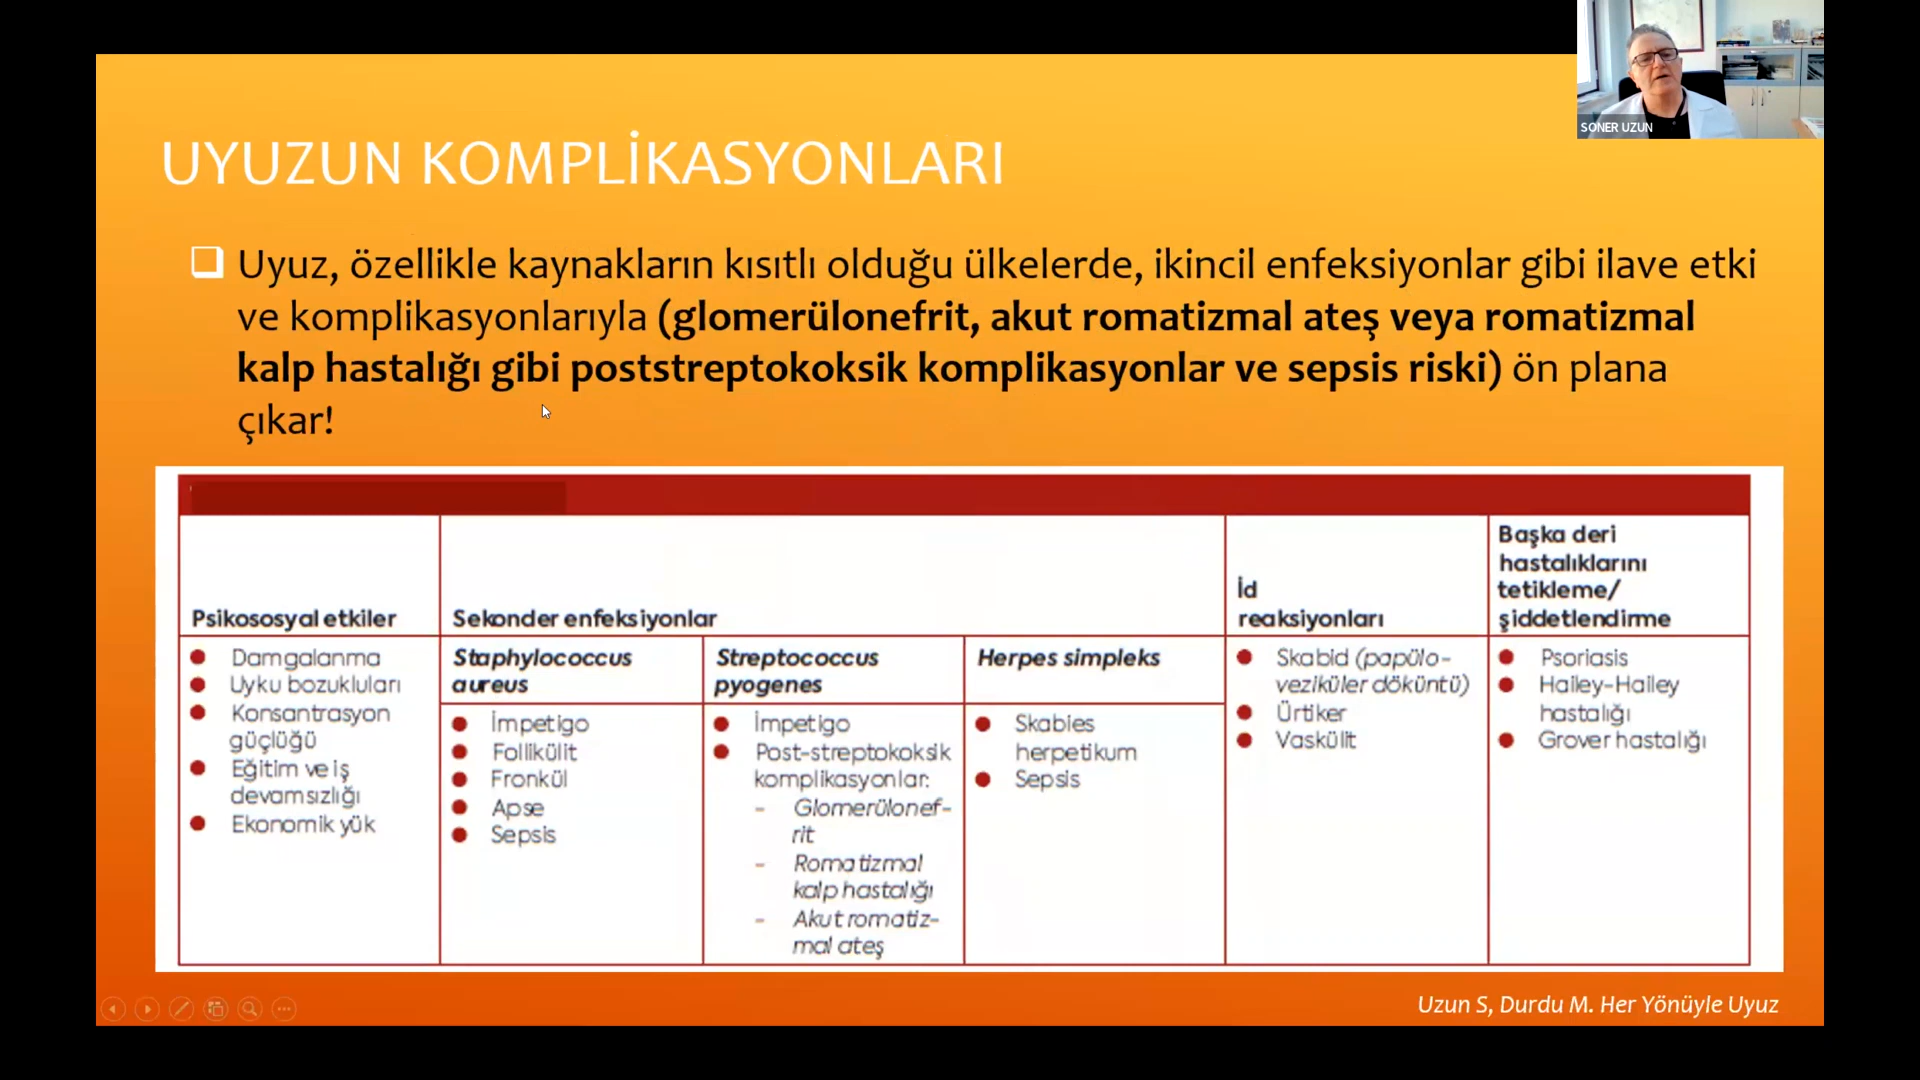 SONER UZUN
UYUZUN KOMPLİKASYONLARI
Uyuz, özellikle kaynakların kısıtlı olduğu ülkelerde, ikincil enfeksiyonlar gibi ilave etki
ve komplikasyonlarıyla (glomerülonefrit, akut romatizmal ateş veya romatizmal
kalp hastalığı gibi poststreptokoksik komplikasyonlar ve sepsis riski) ön plana
çıkar!
Psikososyal etkiler
Damgalanma
Uyku bozukluları
Konsantrasyon
güçlüğü
Eğitim ve iş
devamsızlığı
Ekonomik yük
Sekonder enfeksiyonlar
Staphylococcus
aureus
İmpetigo
Follikülit
Fronkül
Apse
Sepsis
Streptococcus
pyogenes
İmpetigo
Post-streptokoksik
komplikasyonlar:
- Glomerülonef-
rit
- Romatizmal
kalp hastalığı
- Akut romatiz-
mal ateş
Herpes simpleks
Skabies
herpetikum
Sepsis
İd
reaksiyonları
Skabid (papülo-
veziküler döküntü)
Ürtiker
Vaskülit
Başka deri
hastalıklarını
tetikleme/
şiddetlendirme
Psoriasis
Hailey-Hailey
hastalığı
Grover hastalığı
Uzun S, Durdu M. Her Yönüyle Uyuz